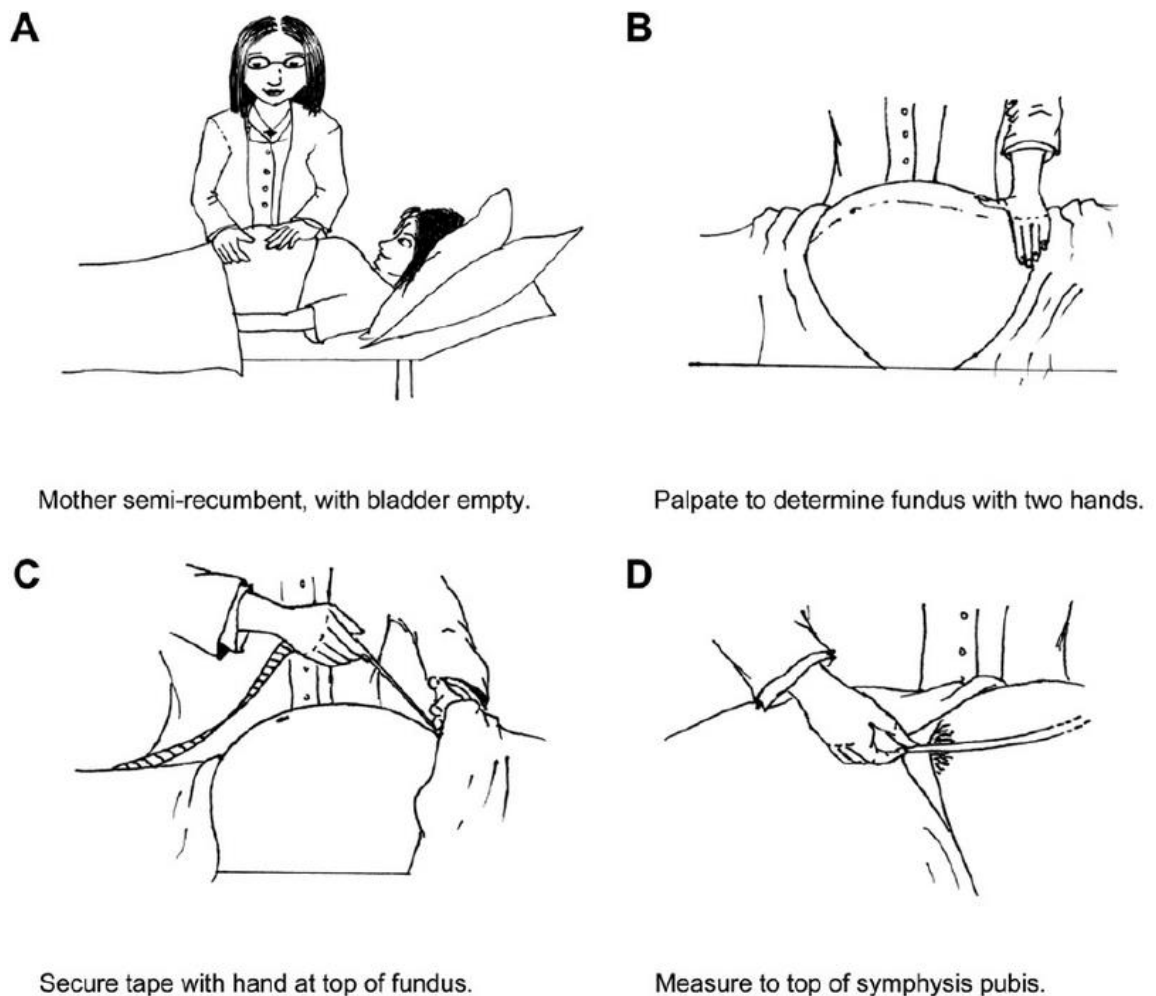 A
B
Mother semi-recumbent, with bladder empty.
Palpate to determine fundus with two hands.
C
D
Secure tape with hand at top of fundus.
Measure to top of symphysis pubis.